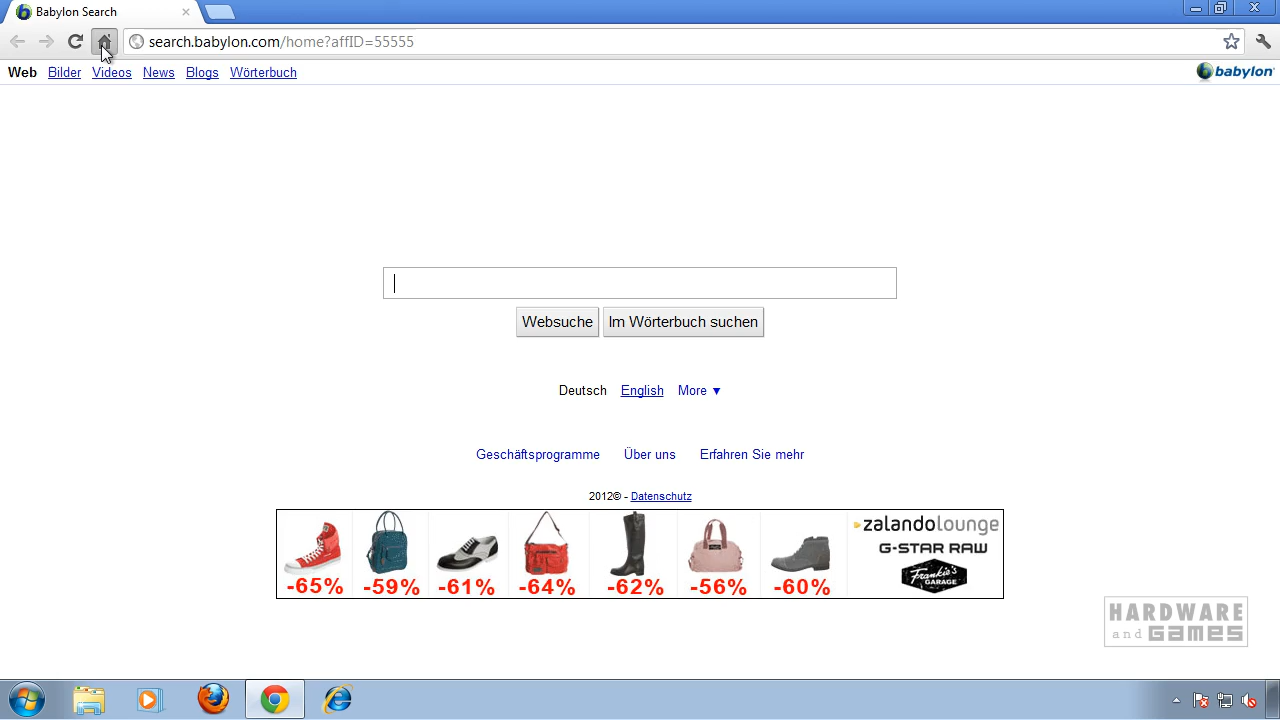 Babylon Search
search.babylon.com/home?affID=55555
Web Bilder Videos News Blogs Wörterbuch
babylon
Websuche Im Wörterbuch suchen
Deutsch English More ▼
Geschäftsprogramme Über uns Erfahren Sie mehr
2012© - Datenschutz
zalandolounge
G-STAR RAW
Frankie's
GARAGE
-65% -59% -61% -64% -62% -56% -60%
HARDWARE
and GAMES